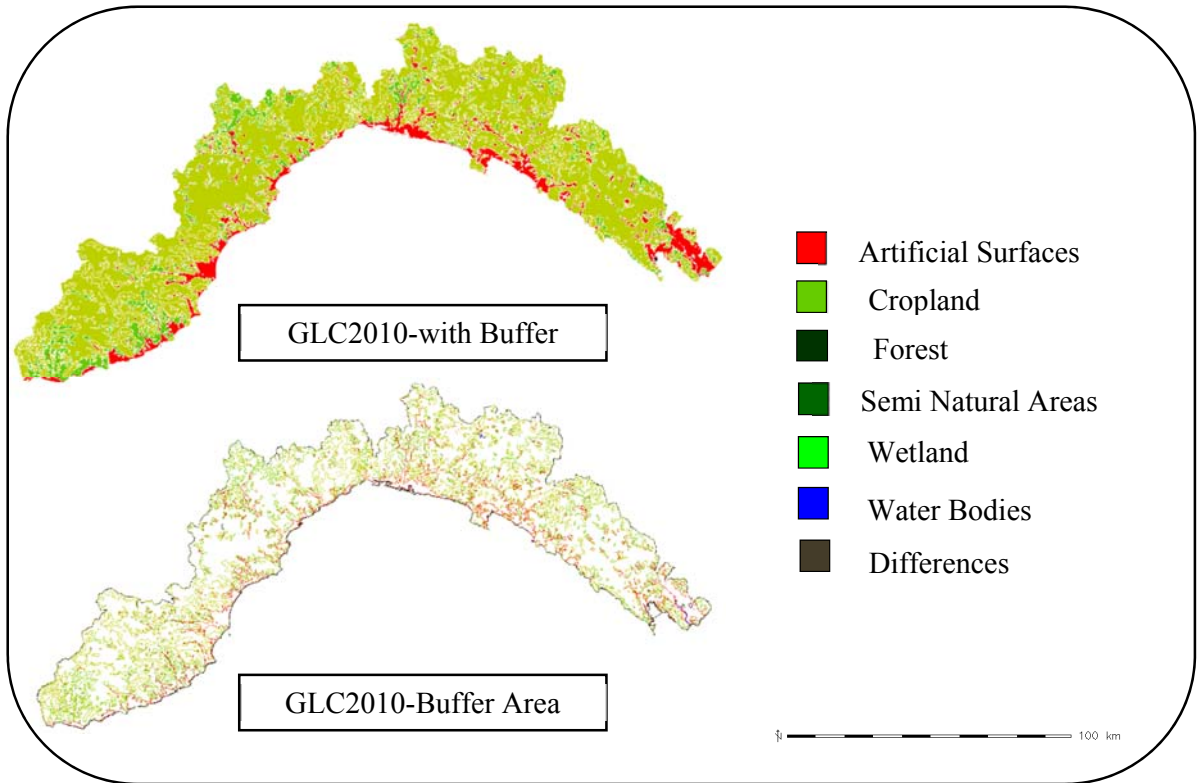 GLC2010-with Buffer
GLC2010-Buffer Area
Artificial Surfaces
Cropland
Forest
Semi Natural Areas
Wetland
Water Bodies
Differences
100 km